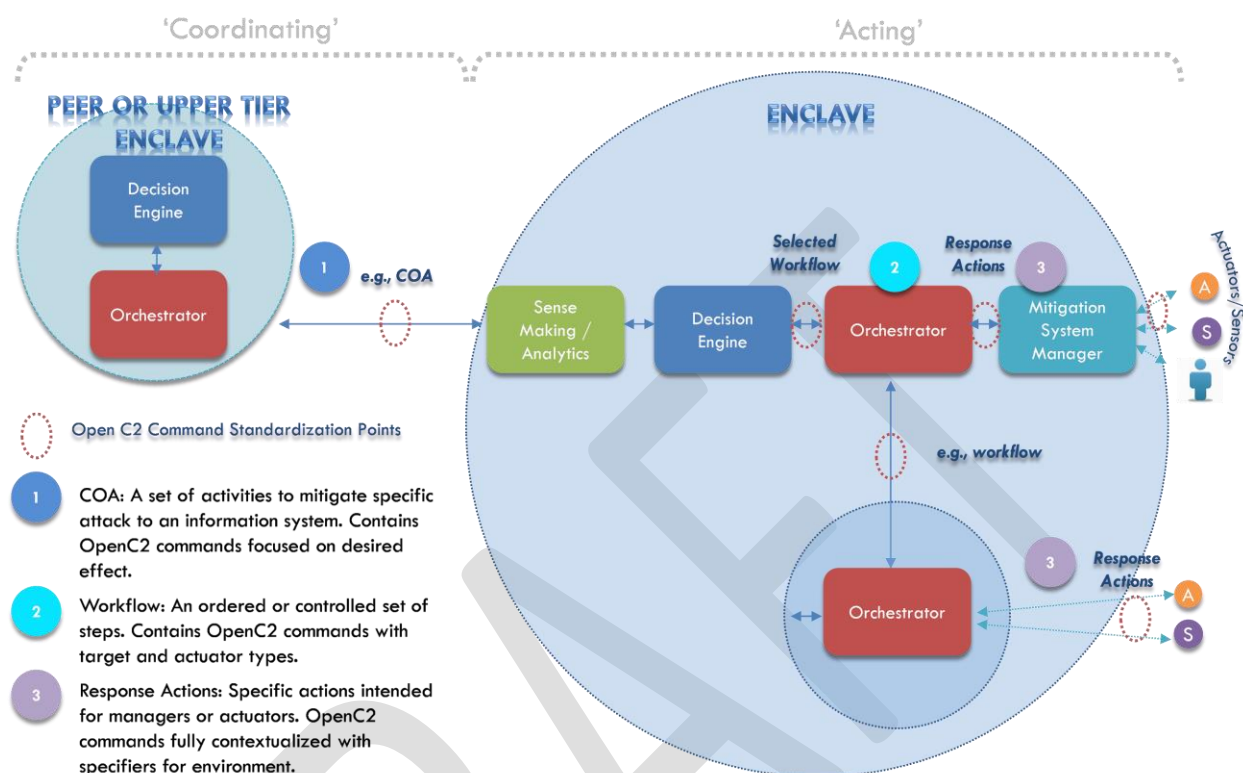 'Coordinating'
'Acting'
PEER OR UPPER TIER
ENCLAVE
Decision
Engine
Orchestrator
1
e.g., COA
ENCLAVE
Selected
Workflow
2
Response
Actions
3
Sense
Making /
Analytics
Decision
Engine
Orchestrator
Mitigation
System
Manager
A
S
Actuators/Sensors
e.g., workflow
Orchestrator
3
Response
Actions
A
S
Open C2 Command Standardization Points
1
COA: A set of activities to mitigate specific
attack to an information system. Contains
OpenC2 commands focused on desired
effect.
2
Workflow: An ordered or controlled set of
steps. Contains OpenC2 commands with
target and actuator types.
3
Response Actions: Specific actions intended
for managers or actuators. OpenC2
commands fully contextualized with
specifiers for environment.